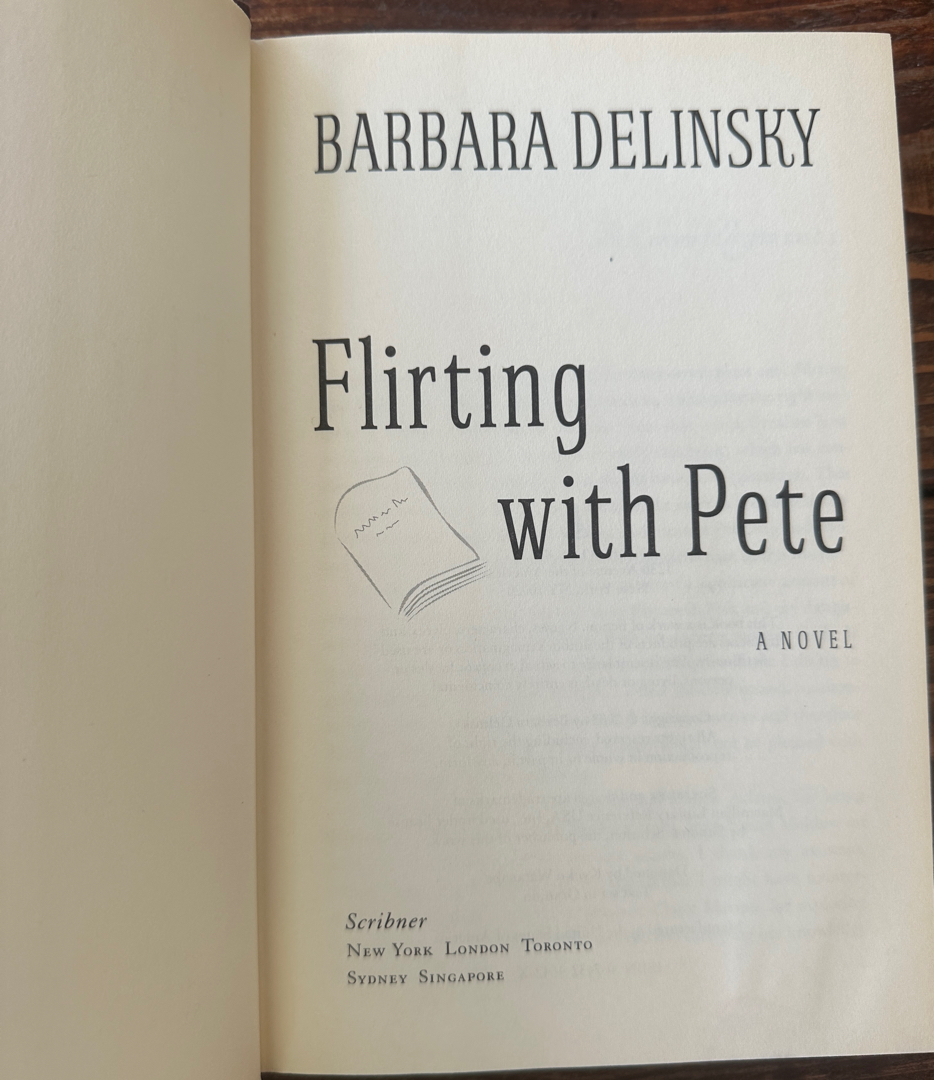 BARBARA DELINSKY
Flirting
with Pete
A NOVEL
Scribner
NEW YORK LONDON TORONTO
SYDNEY SINGAPORE